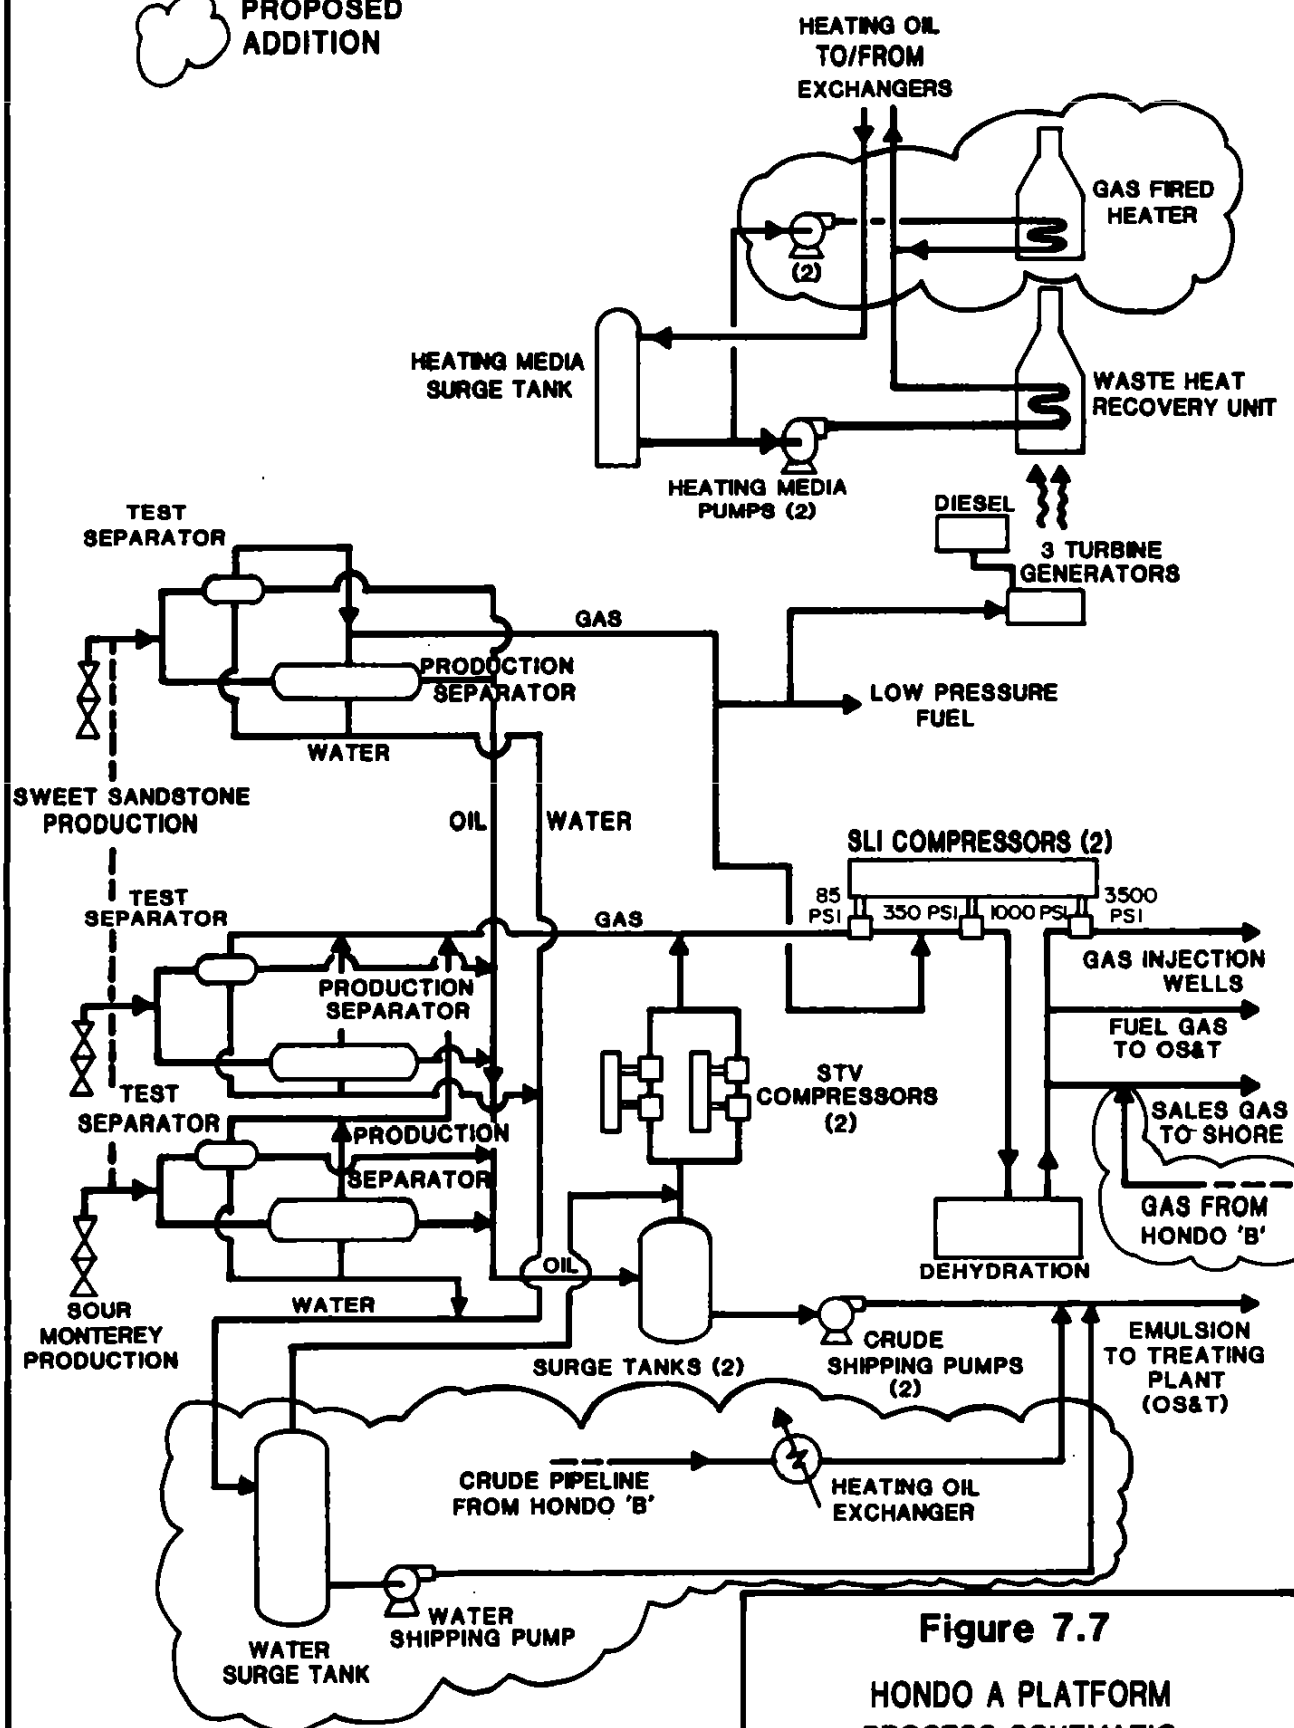 PROPOSED
ADDITION
HEATING OIL
TO/FROM
EXCHANGERS
GAS FIRED
HEATER
(2)
HEATING MEDIA
SURGE TANK
WASTE HEAT
RECOVERY UNIT
HEATING MEDIA
PUMPS (2)
DIESEL
3 TURBINE
GENERATORS
TEST
SEPARATOR
GAS
PRODUCTION
SEPARATOR
LOW PRESSURE
FUEL
WATER
SWEET SANDSTONE
PRODUCTION
OIL
WATER
SLI COMPRESSORS (2)
85
PSI
350 PSI
1000 PSI
3500
PSI
TEST
SEPARATOR
GAS
PRODUCTION
SEPARATOR
GAS INJECTION
WELLS
FUEL GAS
TO OS&T
STV
COMPRESSORS
(2)
TEST
SEPARATOR
PRODUCTION
SEPARATOR
SALES GAS
TO SHORE
GAS FROM
HONDO 'B'
DEHYDRATION
OIL
WATER
SOUR
MONTEREY
PRODUCTION
SURGE TANKS (2)
CRUDE
SHIPPING PUMPS
(2)
EMULSION
TO TREATING
PLANT
(OS&T)
CRUDE PIPELINE
FROM HONDO 'B'
HEATING OIL
EXCHANGER
WATER
SHIPPING PUMP
WATER
SURGE TANK
Figure 7.7
HONDO A PLATFORM
PROCESS SCHEMATIC